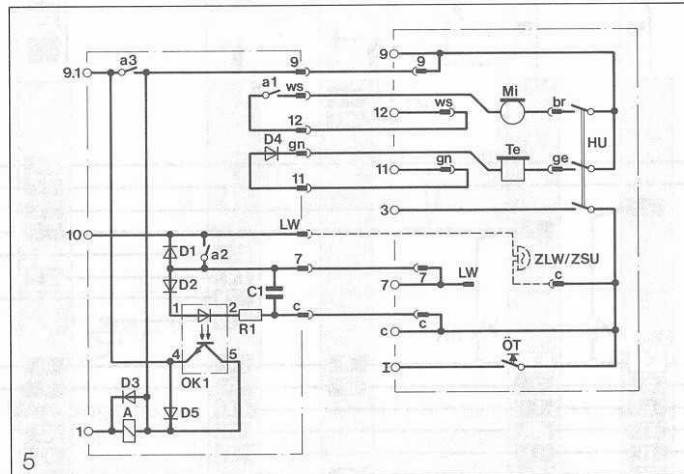 9.1
a3
9
9
9
a1
ws
ws
12
12
Mi
br
HU
D4
gn
gn
11
11
Te
ge
3
10
LW
D1
a2
D2
7
7
7
LW
ZLW/ZSU
c
C1
1
2
R1
c
c
c
4
5
OK1
ÖT
I
D3
A
D5
1
5